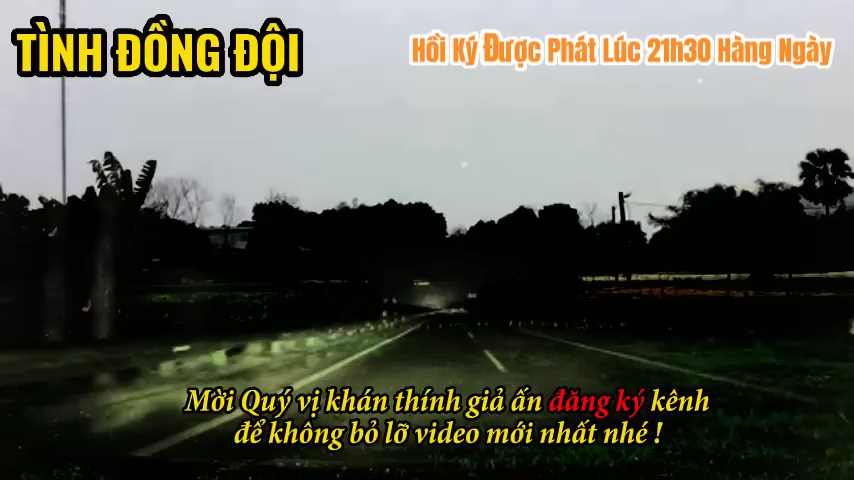 TÌNH ĐỒNG ĐỘI
Hồi Ký Được Phát Lúc 21h30 Hàng Ngày
Mời Quý vị khán thính giả ấn đăng ký kênh
để không bỏ lỡ video mới nhất nhé !